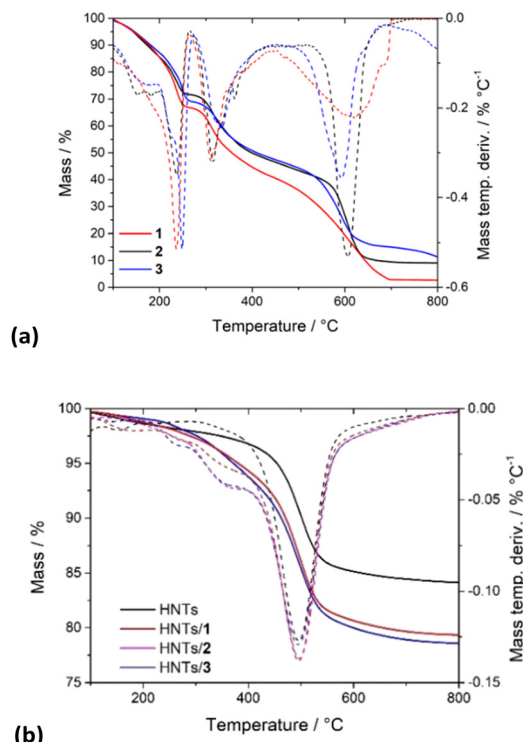 100
90
80
70
60
50
40
30
20
10
0
Mass / %
0.0
-0.2
-0.4
-0.6
Mass temp. deriv. / % °C⁻¹
1
2
3
200 400 600 800
Temperature / °C
(a)
100
95
90
85
80
75
Mass / %
0.00
-0.05
-0.10
-0.15
Mass temp. deriv. / % °C⁻¹
HNTs
HNTs/1
HNTs/2
HNTs/3
200 400 600 800
Temperature / °C
(b)